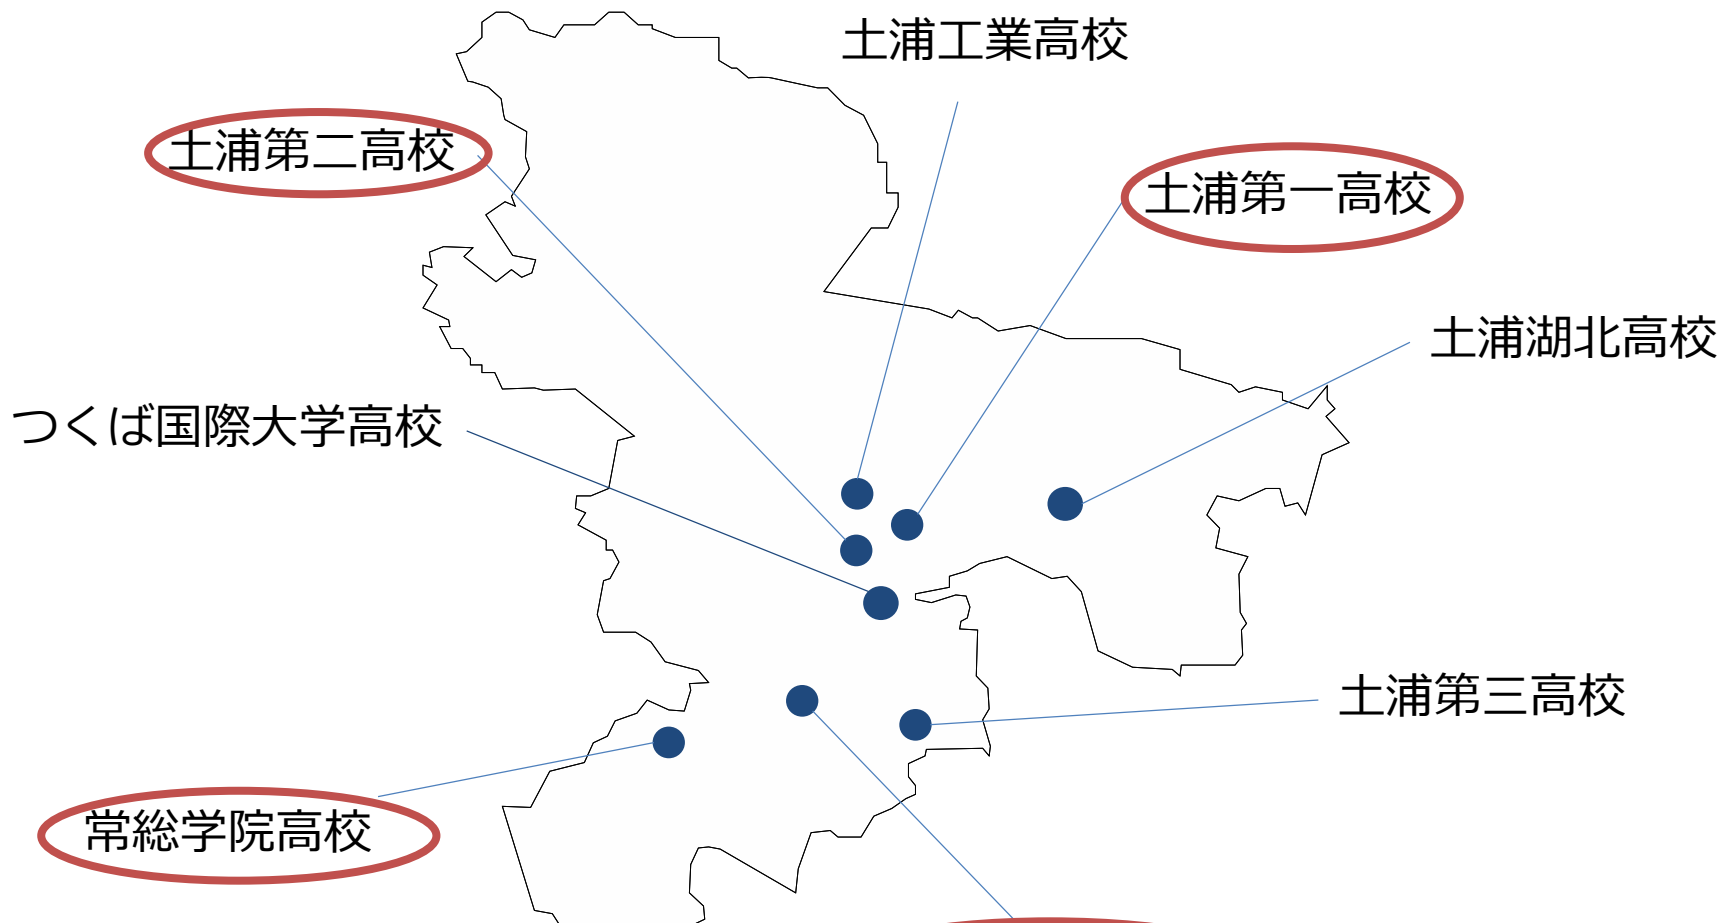 土浦工業高校
土浦第二高校
土浦第一高校
土浦湖北高校
つくば国際大学高校
土浦第三高校
常総学院高校